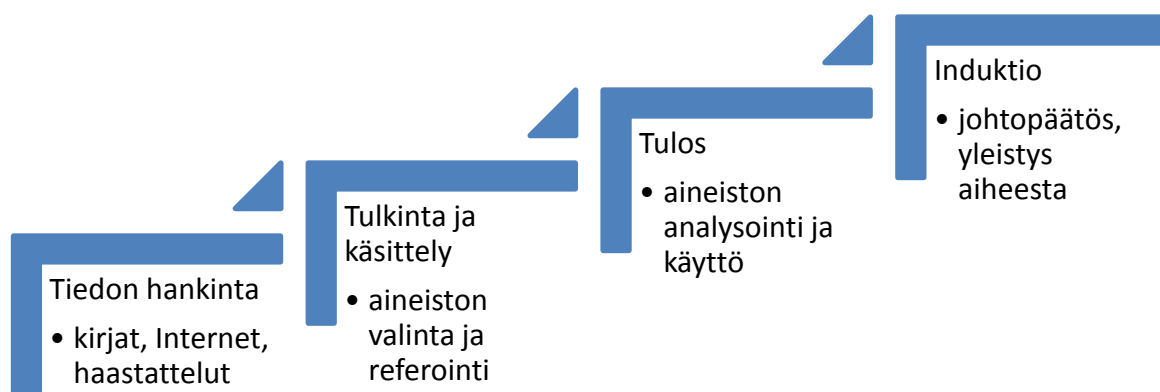 Tiedon hankinta
• kirjat, Internet,
haastattelut
Tulkinta ja
käsittely
• aineiston
valinta ja
referointi
Tulos
• aineiston
analysointi ja
käyttö
Induktio
• johtopäätös,
yleistys
aiheesta